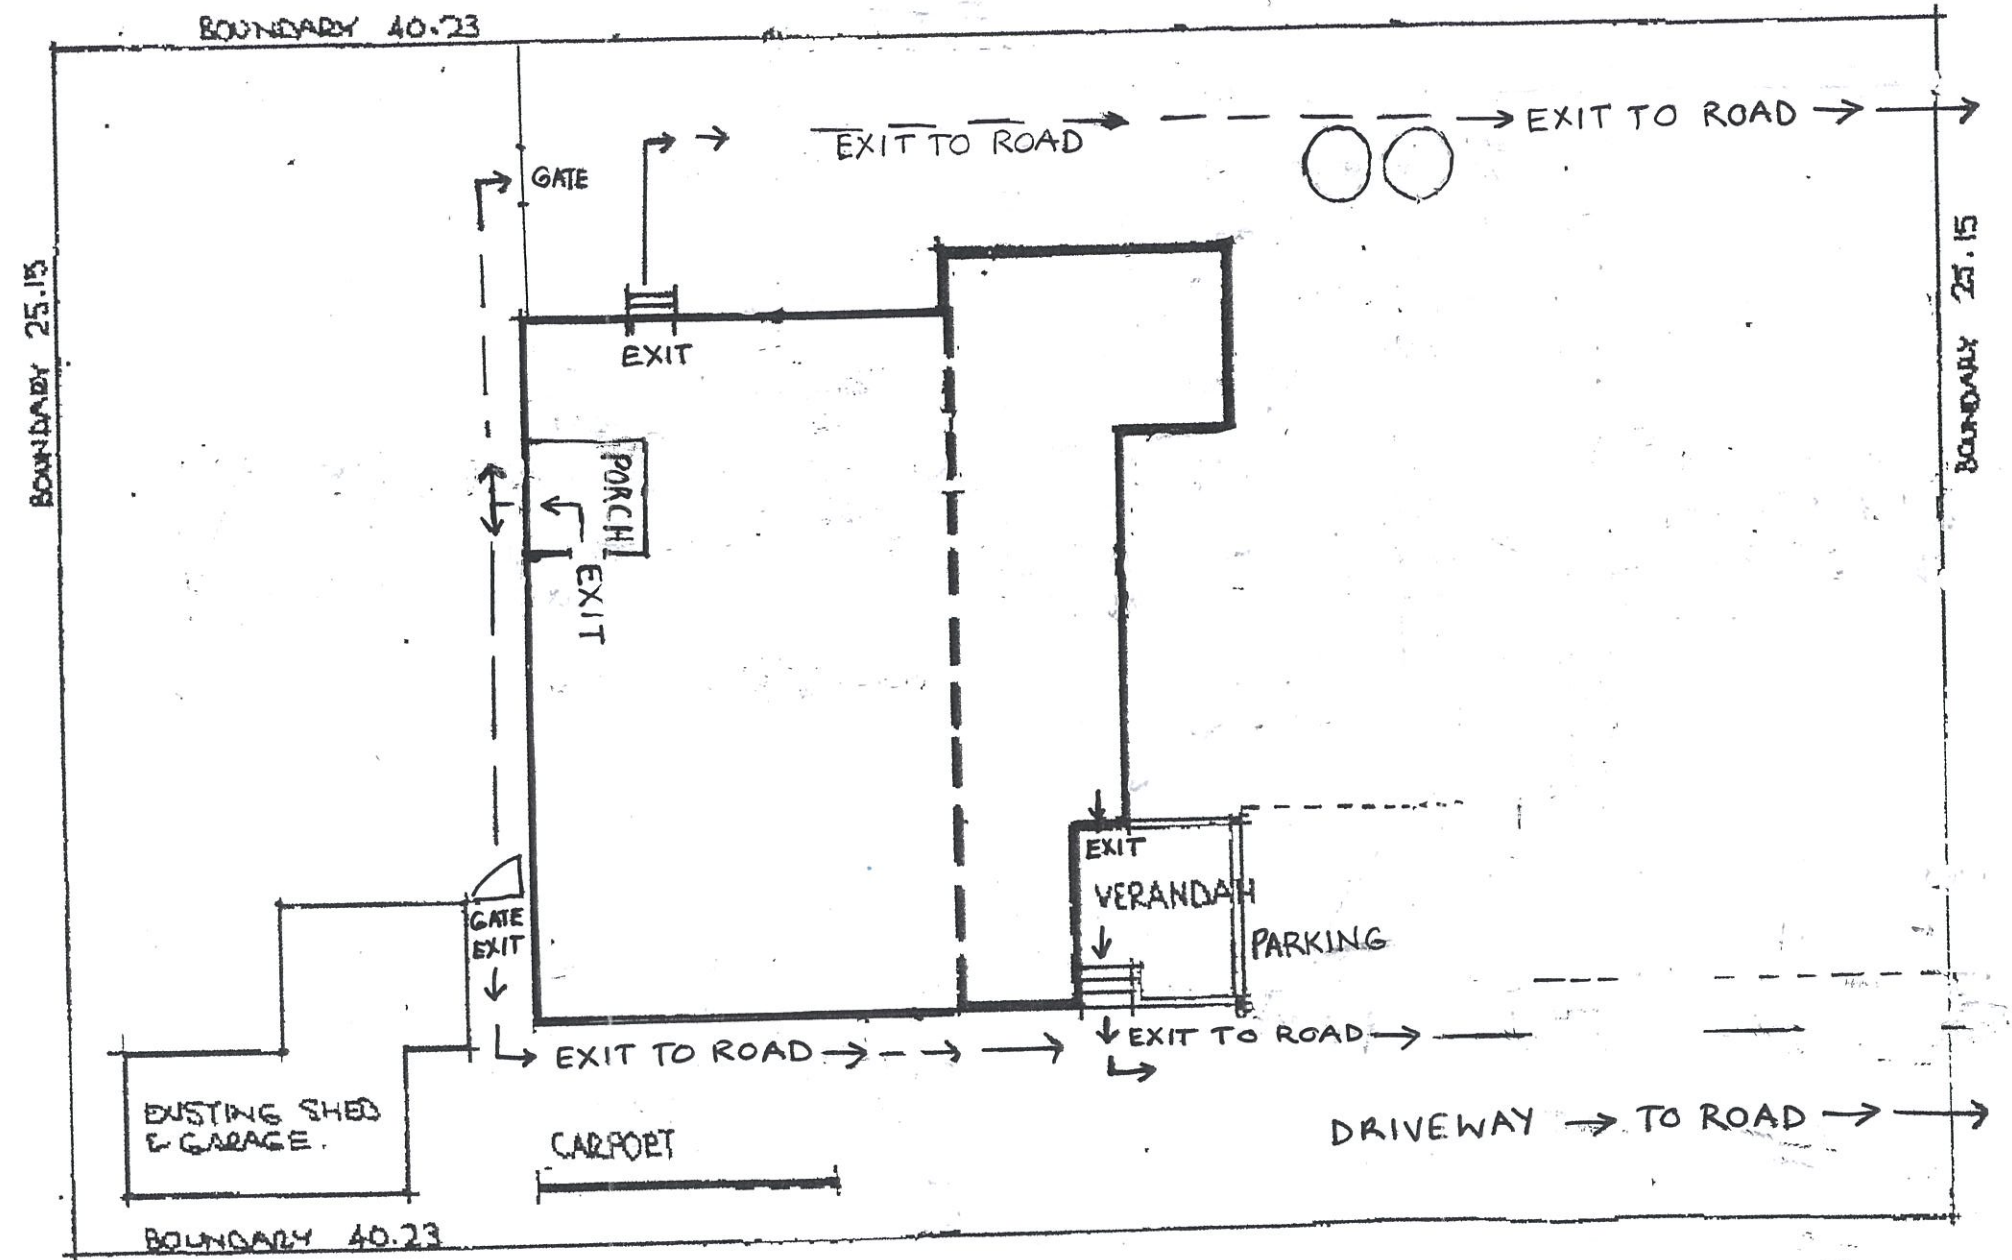 BOUNDARY 40.23
EXIT TO ROAD
EXIT TO ROAD
GATE
BOUNDARY 25.15
BOUNDARY 25.15
EXIT
PORCH
EXIT
EXIT
VERANDAH
GATE
EXIT
PARKING
EXIT TO ROAD
EXIT TO ROAD
EXISTING SHED
& GARAGE.
CARPORT
DRIVEWAY → TO ROAD
BOUNDARY 40.23